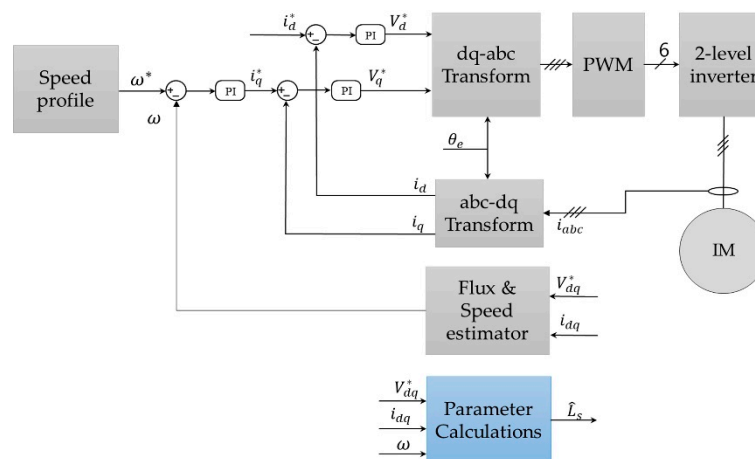 i_d^*
+
−
PI
V_d^*
dq-abc
Transform
PWM
6
2-level
inverter
Speed
profile
ω*
+
−
PI
i_q^*
+
−
PI
V_q^*
ω
θ_e
i_d
i_q
abc-dq
Transform
i_abc
IM
Flux &
Speed
estimator
V_dq^*
i_dq
V_dq^*
i_dq
ω
Parameter
Calculations
L̂_s